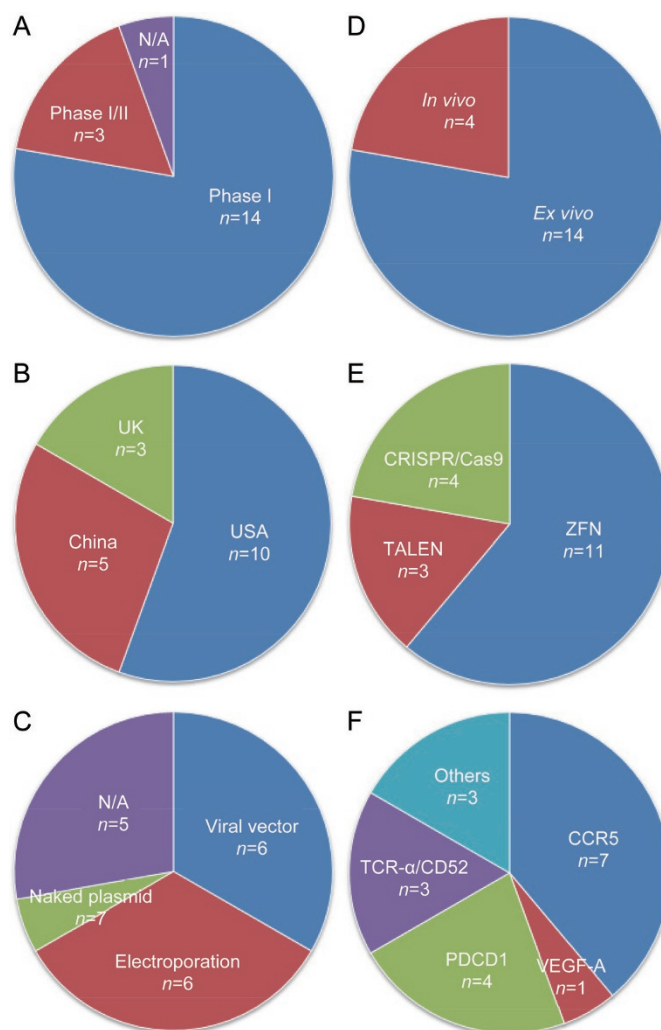 A
N/A
n=1
Phase I/II
n=3
Phase I
n=14
D
In vivo
n=4
Ex vivo
n=14
B
UK
n=3
China
n=5
USA
n=10
E
CRISPR/Cas9
n=4
TALEN
n=3
ZFN
n=11
C
N/A
n=5
Viral vector
n=6
Naked plasmid
n=7
Electroporation
n=6
F
Others
n=3
CCR5
n=7
TCR-α/CD52
n=3
VEGF-A
n=1
PDCD1
n=4